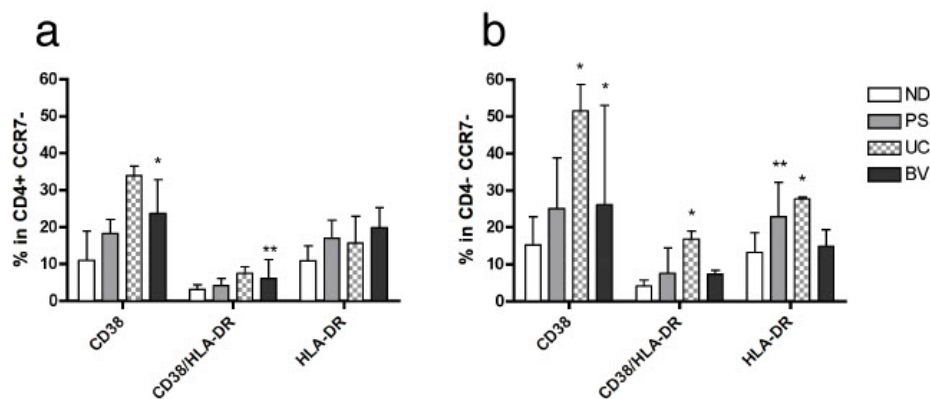 a
% in CD4+ CCR7-
60
50
40
30
20
10
0
*
**
CD38
CD38/HLA-DR
HLA-DR
b
% in CD4- CCR7-
60
50
40
30
20
10
0
*
*
*
**
*
CD38
CD38/HLA-DR
HLA-DR
ND
PS
UC
BV